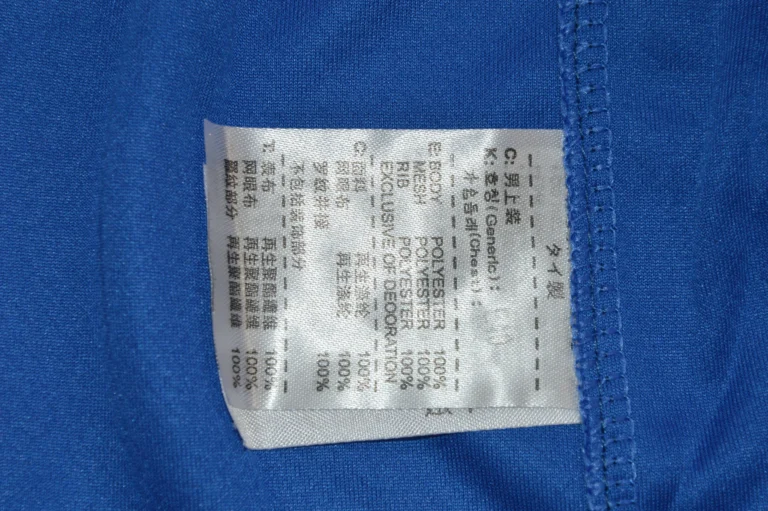 タイ製
C: 男上装
K: 호칭(Generic):
가슴둘레(Chest):
E: BODY POLYESTER 100%
MESH POLYESTER 100%
RIB POLYESTER 100%
EXCLUSIVE OF DECORATION
C: 面料 再生涤纶 100%
网眼布 再生涤纶 100%
罗纹拼接 100%
不包括装饰部分
T: 表布 再生聚酯纖維 100%
网眼布 再生聚酯纖維 100%
羅紋部分 再生聚酯纖維 100%